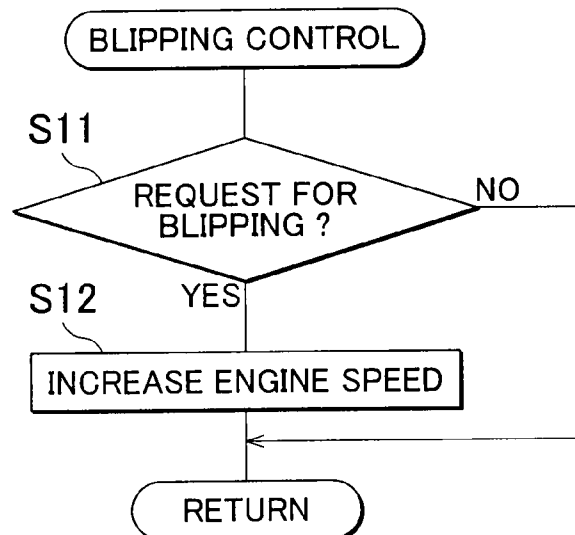 BLIPPING CONTROL
S11
REQUEST FOR
BLIPPING ?
NO
YES
S12
INCREASE ENGINE SPEED
RETURN